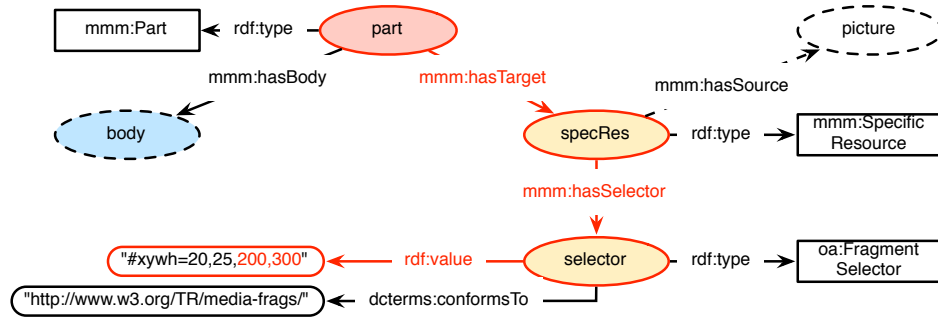 mmm:Part
rdf:type
part
picture
mmm:hasBody
mmm:hasTarget
mmm:hasSource
body
specRes
rdf:type
mmm:Specific
Resource
mmm:hasSelector
"#xywh=20,25,200,300"
rdf:value
selector
rdf:type
oa:Fragment
Selector
"http://www.w3.org/TR/media-frags/"
dcterms:conformsTo